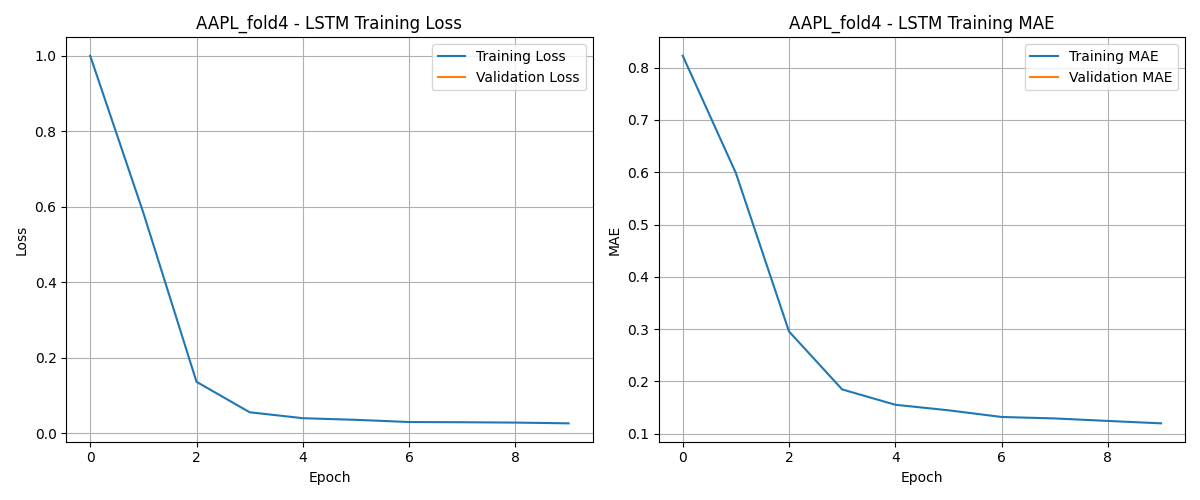 AAPL_fold4 - LSTM Training Loss
Training Loss
Validation Loss
1.0
0.8
0.6
0.4
0.2
0.0
Loss
0 2 4 6 8
Epoch
AAPL_fold4 - LSTM Training MAE
Training MAE
Validation MAE
0.8
0.7
0.6
0.5
0.4
0.3
0.2
0.1
MAE
0 2 4 6 8
Epoch